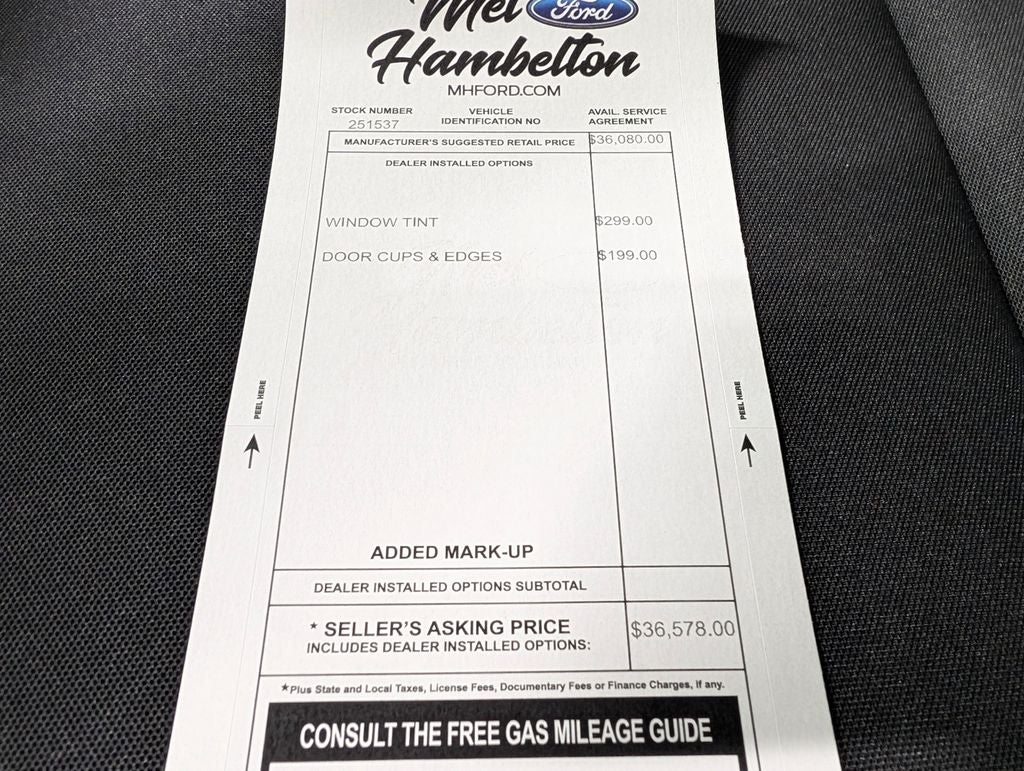 Mel Ford
Hambelton
MHFORD.COM
STOCK NUMBER VEHICLE IDENTIFICATION NO AVAIL. SERVICE AGREEMENT
251537
MANUFACTURER'S SUGGESTED RETAIL PRICE $36,080.00
DEALER INSTALLED OPTIONS
WINDOW TINT $299.00
DOOR CUPS & EDGES $199.00
PEEL HERE
PEEL HERE
ADDED MARK-UP
DEALER INSTALLED OPTIONS SUBTOTAL
* SELLER'S ASKING PRICE $36,578.00
INCLUDES DEALER INSTALLED OPTIONS:
*Plus State and Local Taxes, License Fees, Documentary Fees or Finance Charges, if any.
CONSULT THE FREE GAS MILEAGE GUIDE